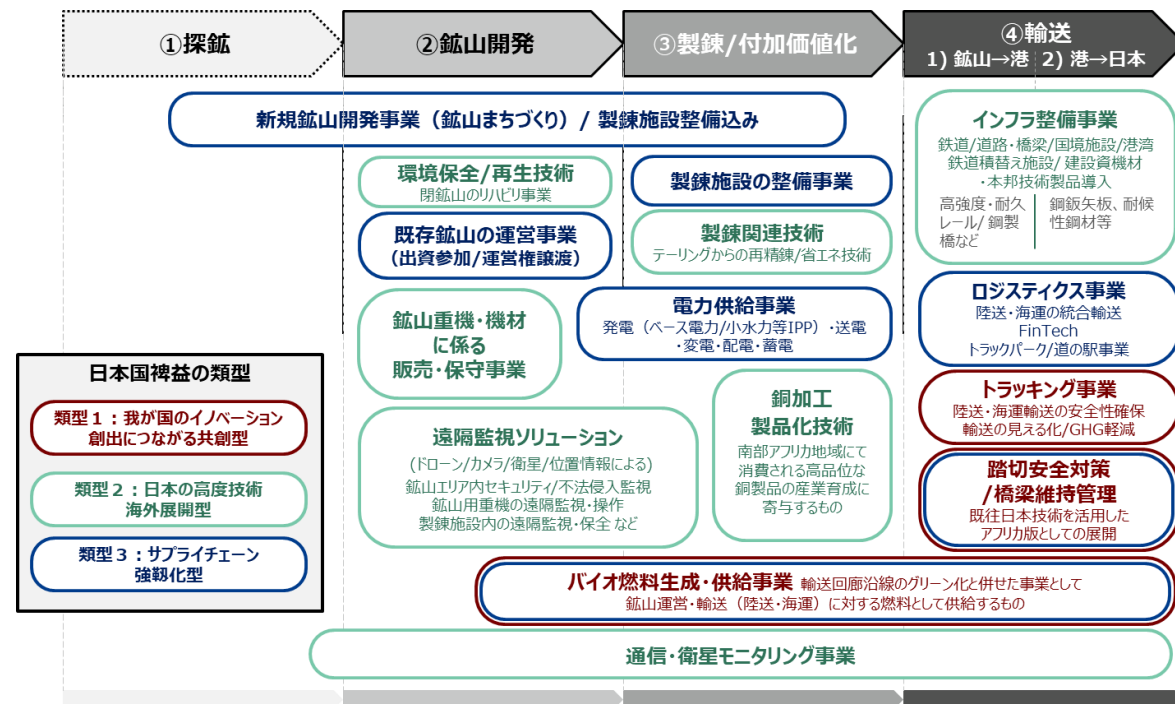 ①探鉱
②鉱山開発
③製錬/付加価値化
④輸送
1) 鉱山→港 2) 港→日本
新規鉱山開発事業（鉱山まちづくり）/ 製錬施設整備込み
環境保全/再生技術
閉鉱山のリハビリ事業
既存鉱山の運営事業
(出資参加/運営権譲渡)
鉱山重機・機材
に係る
販売・保守事業
製錬施設の整備事業
製錬関連技術
テーリングからの再精錬/省エネ技術
電力供給事業
発電（ベース電力/小水力等IPP）・送電
・変電・配電・蓄電
遠隔監視ソリューション
(ドローン/カメラ/衛星/位置情報による)
鉱山エリア内セキュリティ/不法侵入監視
鉱山用重機の遠隔監視・操作
製錬施設内の遠隔監視・保全 など
銅加工
製品化技術
南部アフリカ地域にて
消費される高品位な
銅製品の産業育成に
寄与するもの
インフラ整備事業
鉄道/道路・橋梁/国境施設/港湾
鉄道積替え施設/ 建設資機材
・本邦技術製品導入
高強度・耐久
レール/ 鋼製
橋など
鋼鈑矢板、耐候
性鋼材等
ロジスティクス事業
陸送・海運の統合輸送
FinTech
トラックパーク/道の駅事業
トラッキング事業
陸送・海運輸送の安全性確保
輸送の見える化/GHG軽減
踏切安全対策
/橋梁維持管理
既往日本技術を活用した
アフリカ版としての展開
バイオ燃料生成・供給事業 輸送回廊沿線のグリーン化と併せた事業として
鉱山運営・輸送（陸送・海運）に対する燃料として供給するもの
通信・衛星モニタリング事業
日本国裨益の類型
類型１：我が国のイノベーション
創出につながる共創型
類型２：日本の高度技術
海外展開型
類型３：サプライチェーン
強靱化型